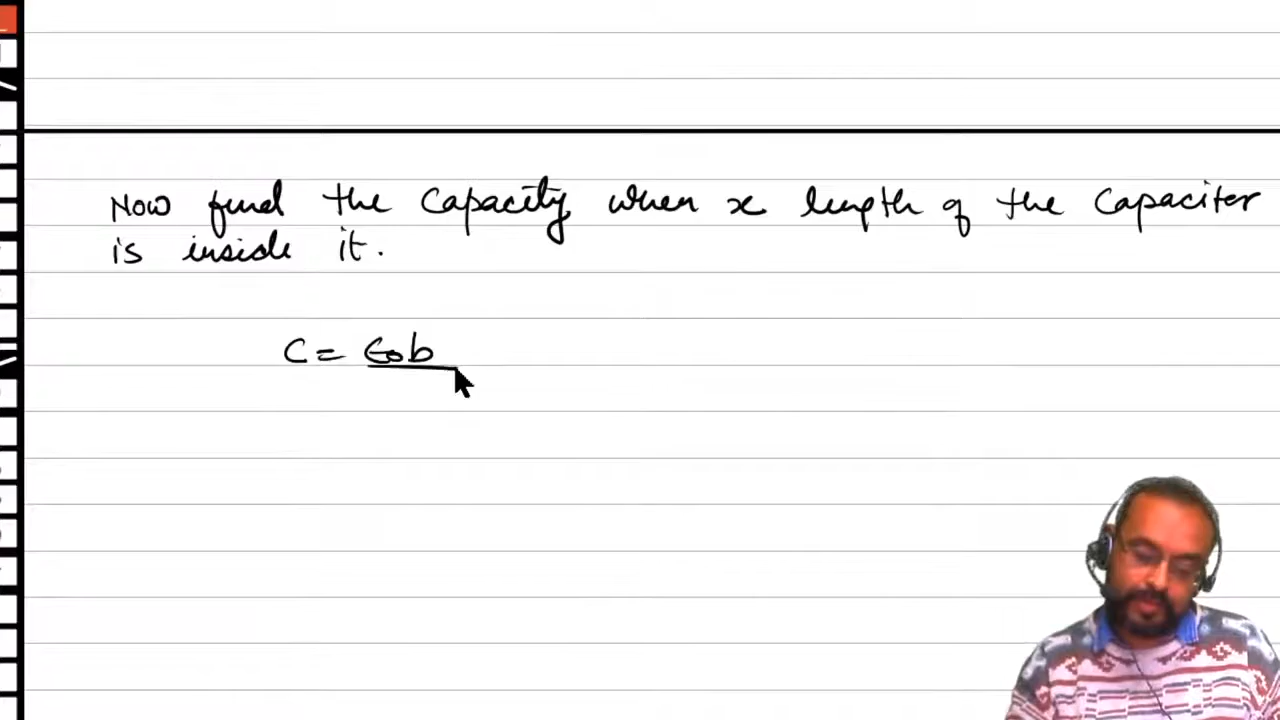 Now find the capacity when x length of the capacitor
is inside it.
C = ϵ₀b